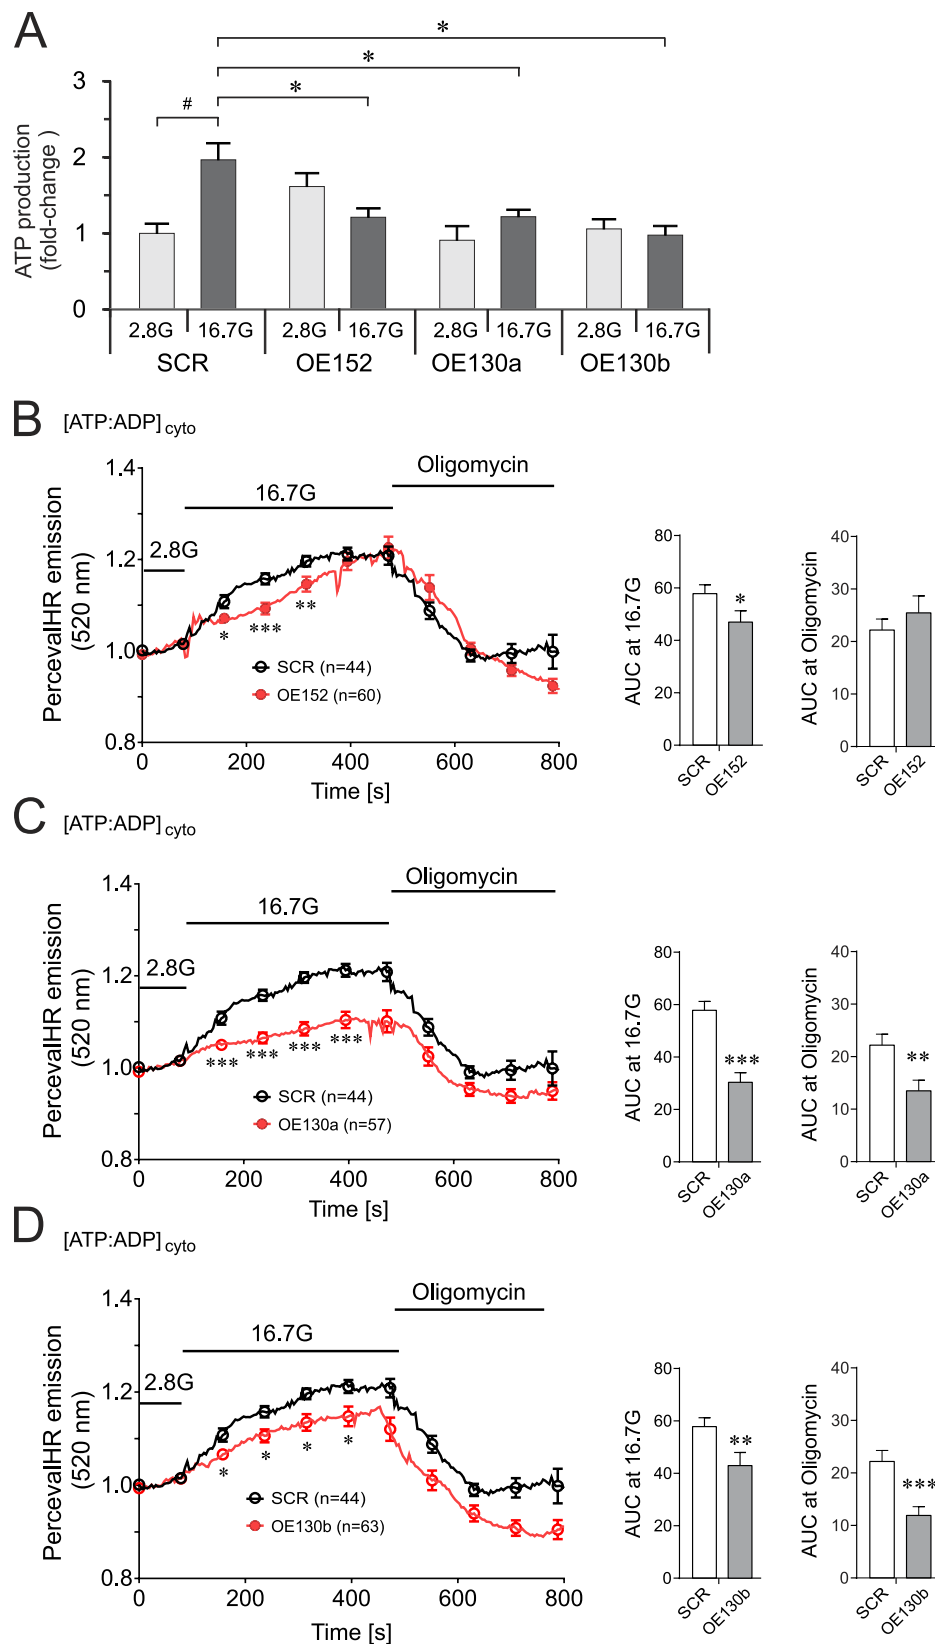 A
*
*
*
#
ATP production
(fold-change )
3
2
1
0
2.8G 16.7G 2.8G 16.7G 2.8G 16.7G 2.8G 16.7G
SCR OE152 OE130a OE130b
B [ATP:ADP]cyto
PercevalHR emission
(520 nm)
1.4
1.2
1.0
0.8
Oligomycin
16.7G
2.8G
* *** **
SCR (n=44)
OE152 (n=60)
0 200 400 600 800
Time [s]
AUC at 16.7G
80
60
40
20
0
*
SCR OE152
AUC at Oligomycin
40
30
20
10
0
SCR OE152
C [ATP:ADP]cyto
PercevalHR emission
(520 nm)
1.4
1.2
1.0
0.8
Oligomycin
16.7G
2.8G
*** *** *** ***
SCR (n=44)
OE130a (n=57)
0 200 400 600 800
Time [s]
AUC at 16.7G
80
60
40
20
0
***
SCR OE130a
AUC at Oligomycin
40
30
20
10
0
**
SCR OE130a
D [ATP:ADP]cyto
PercevalHR emission
(520 nm)
1.4
1.2
1.0
0.8
Oligomycin
16.7G
2.8G
* * * *
SCR (n=44)
OE130b (n=63)
0 200 400 600 800
Time [s]
AUC at 16.7G
80
60
40
20
0
**
SCR OE130b
AUC at Oligomycin
40
30
20
10
0
***
SCR OE130b